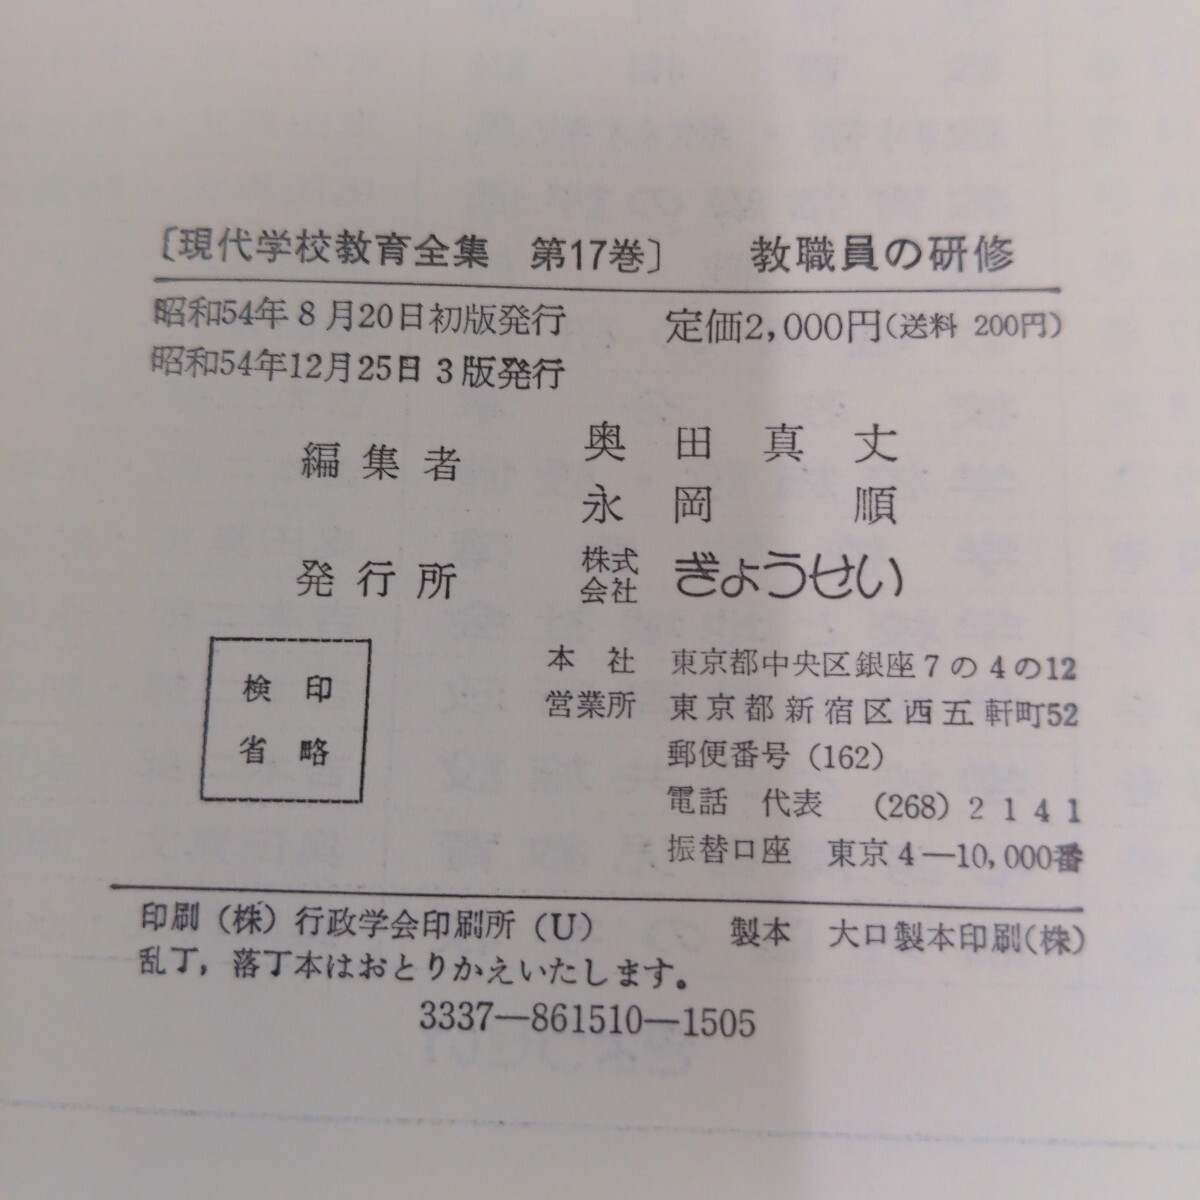 〔現代学校教育全集　第17巻〕　教職員の研修
昭和54年8月20日初版発行　定価2,000円(送料 200円)
昭和54年12月25日3版発行
編集者　奥田真丈
永岡順
発行所　株式会社　ぎょうせい
本社　東京都中央区銀座7の4の12
営業所　東京都新宿区西五軒町52
郵便番号 (162)
電話　代表　(268) 2141
振替口座　東京4—10,000番
検印
省略
印刷（株）行政学会印刷所 (U)　製本　大口製本印刷(株)
乱丁，落丁本はおとりかえいたします。
3337—861510—1505